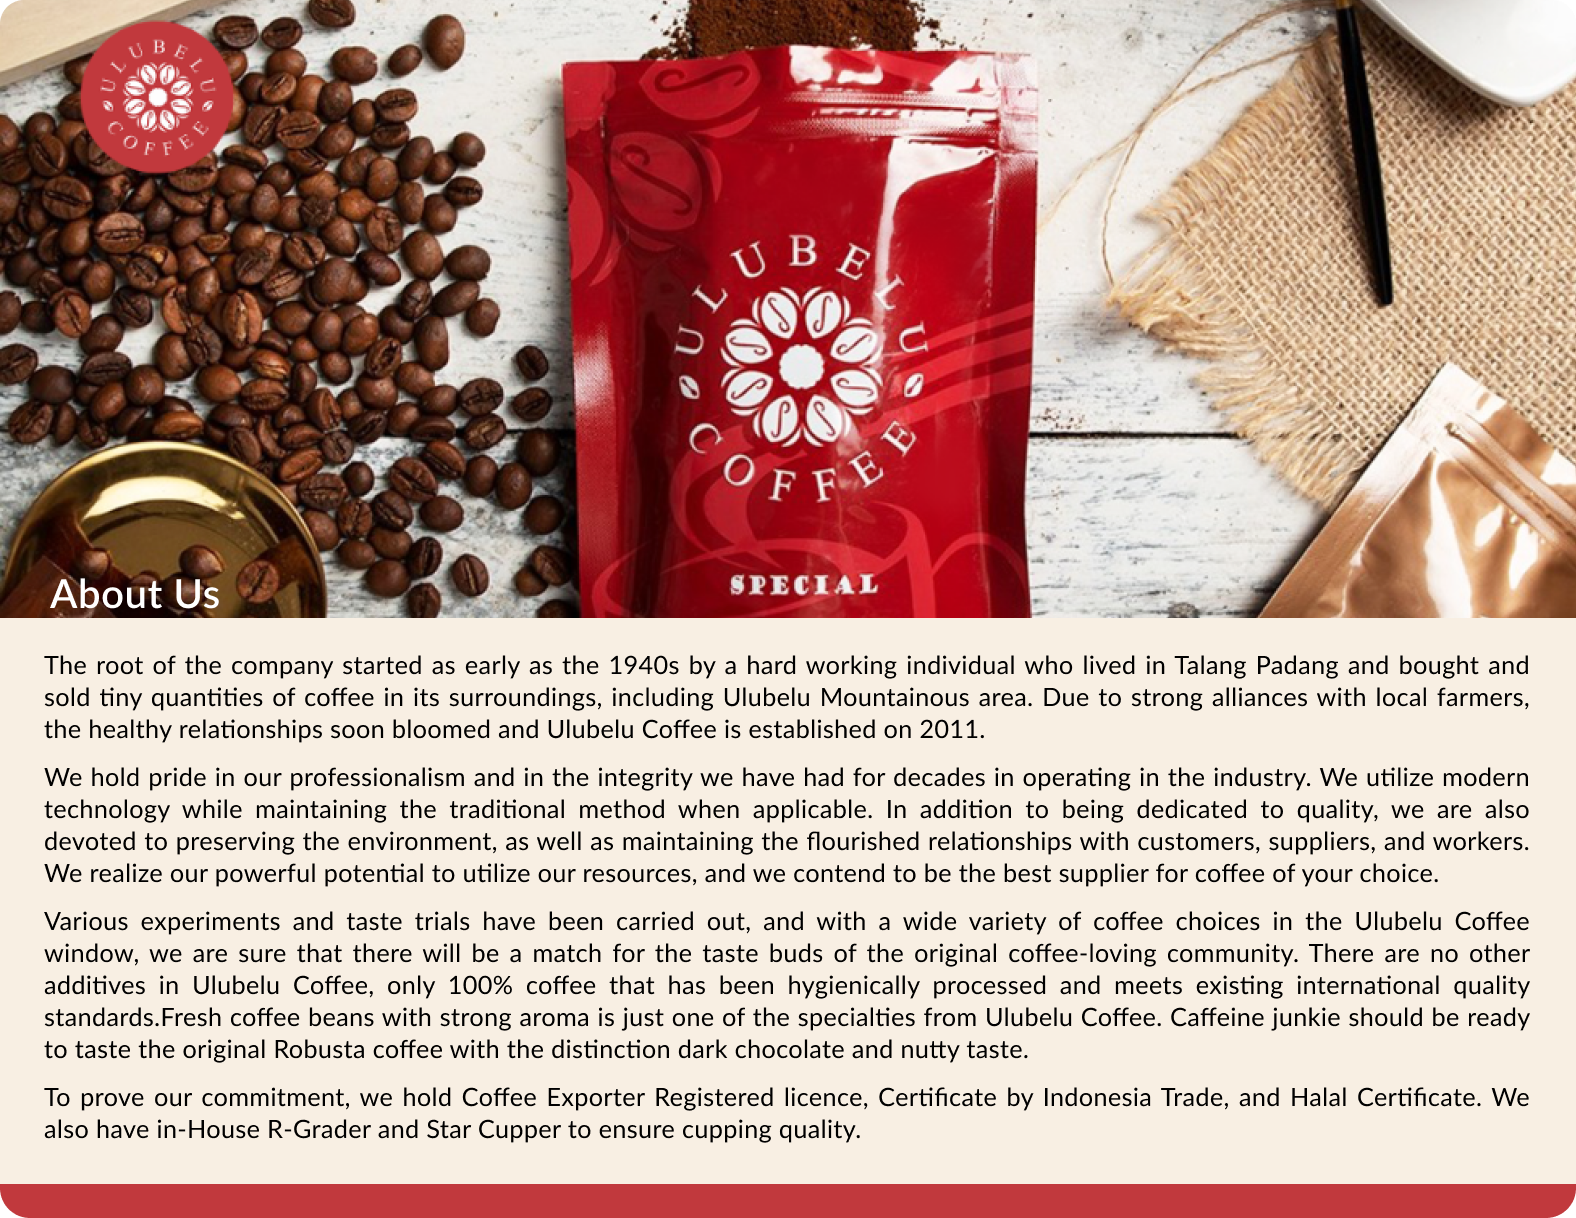 ULUBELU
COFFEE
ULUBELU
COFFEE
SPECIAL
About Us
The root of the company started as early as the 1940s by a hard working individual who lived in Talang Padang and bought and
sold tiny quantities of coffee in its surroundings, including Ulubelu Mountainous area. Due to strong alliances with local farmers,
the healthy relationships soon bloomed and Ulubelu Coffee is established on 2011.
We hold pride in our professionalism and in the integrity we have had for decades in operating in the industry. We utilize modern
technology while maintaining the traditional method when applicable. In addition to being dedicated to quality, we are also
devoted to preserving the environment, as well as maintaining the flourished relationships with customers, suppliers, and workers.
We realize our powerful potential to utilize our resources, and we contend to be the best supplier for coffee of your choice.
Various experiments and taste trials have been carried out, and with a wide variety of coffee choices in the Ulubelu Coffee
window, we are sure that there will be a match for the taste buds of the original coffee-loving community. There are no other
additives in Ulubelu Coffee, only 100% coffee that has been hygienically processed and meets existing international quality
standards.Fresh coffee beans with strong aroma is just one of the specialties from Ulubelu Coffee. Caffeine junkie should be ready
to taste the original Robusta coffee with the distinction dark chocolate and nutty taste.
To prove our commitment, we hold Coffee Exporter Registered licence, Certificate by Indonesia Trade, and Halal Certificate. We
also have in-House R-Grader and Star Cupper to ensure cupping quality.